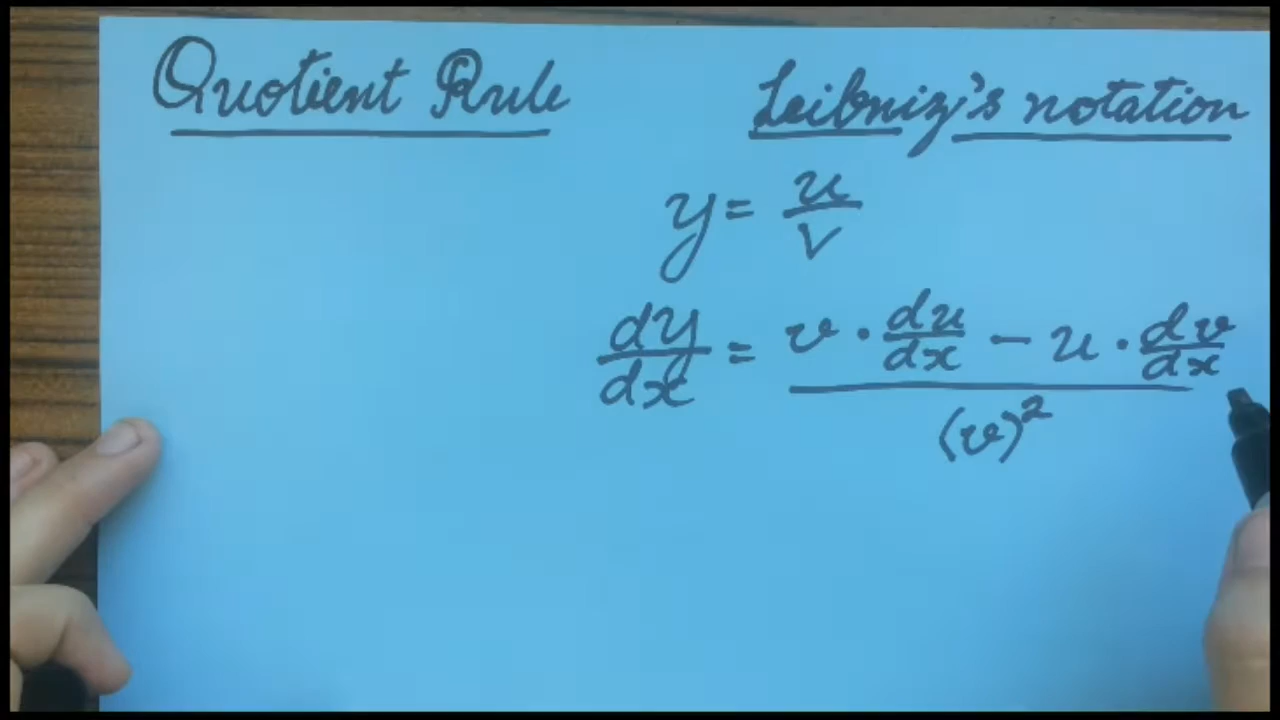 Quotient Rule
Leibniz's notation
y = u/v
dy/dx = (v · du/dx − u · dv/dx)/(v)²